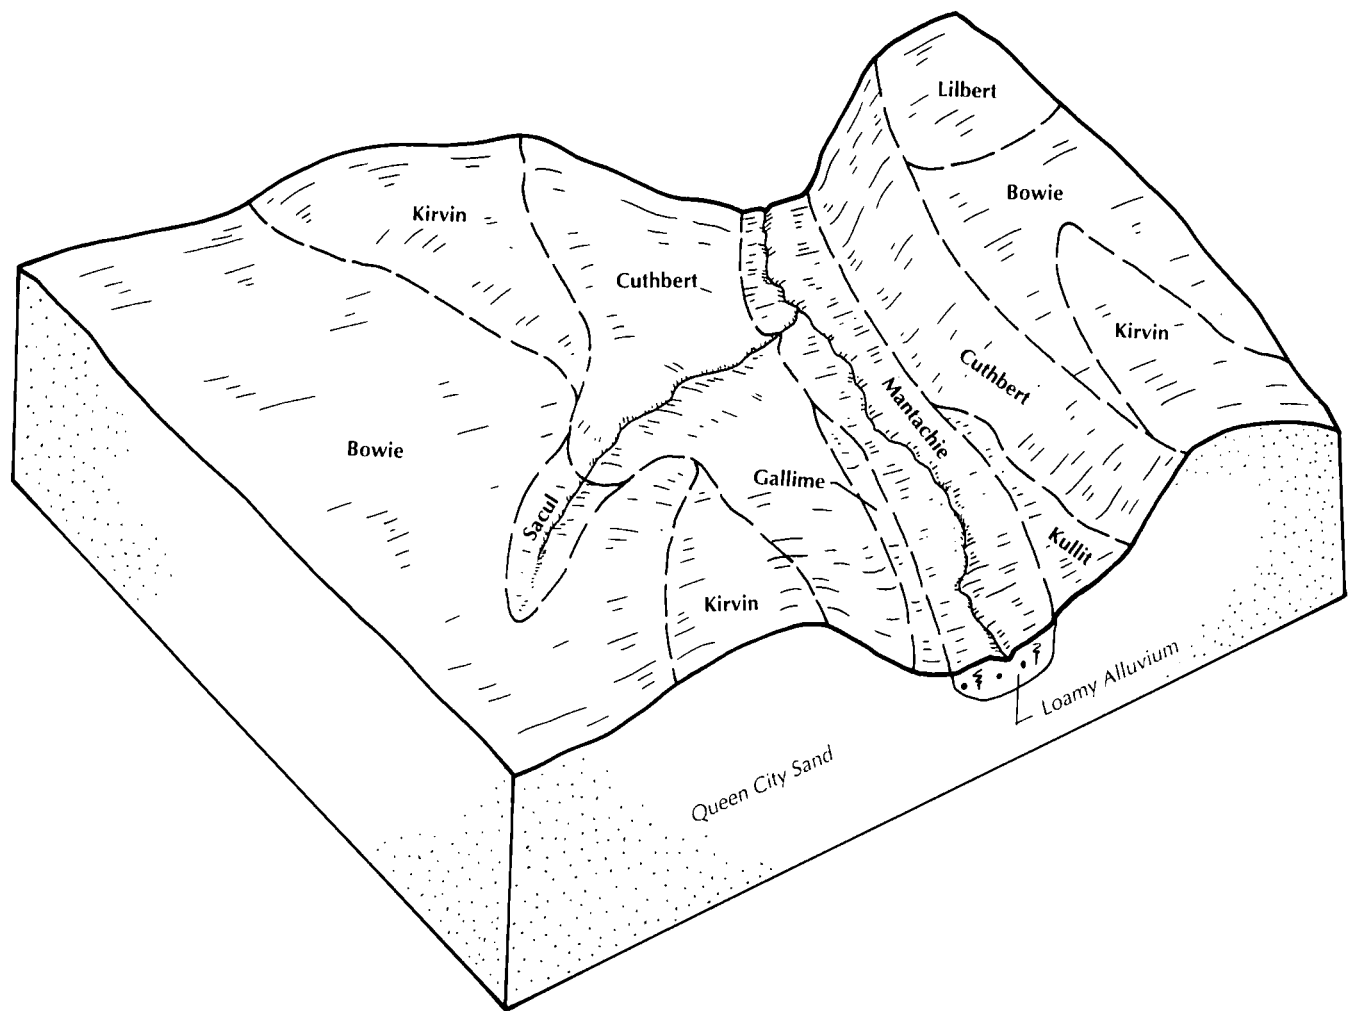 Lilbert
Bowie
Kirvin
Cuthbert
Kirvin
Cuthbert
Mantachie
Bowie
Gallime
Sacul
Kullit
Kirvin
Loamy Alluvium
Queen City Sand